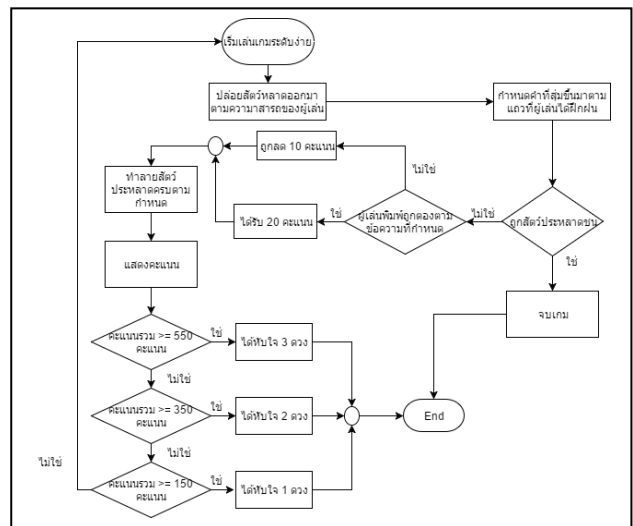 เริ่มเล่นเกมระดับง่าย
ปล่อยสัตว์หลาดออกมา
ตามความาสารถของผู้เล่น
กำหนดคำที่สุ่มขึ้นมาตาม
แถวที่ผู้เล่นได้ฝึกฝน
ถูกลด 10 คะแนน
ไม่ใช่
ทำลายสัตว์
ประหลาดครบตาม
กำหนด
ได้รับ 20 คะแนน
ใช่
ผู้เล่นพิมพ์ถูกตองตาม
ข้อความที่กำหนด
ไม่ใช่
ถูกสัตว์ประหลาดชน
ใช่
แสดงคะแนน
จบเกม
คะแนนรวม >= 550
คะแนน
ใช่
ได้หัวใจ 3 ดวง
ไม่ใช่
คะแนนรวม >= 350
คะแนน
ใช่
ได้หัวใจ 2 ดวง
End
ไม่ใช่
ไม่ใช่
คะแนนรวม >= 150
คะแนน
ใช่
ได้หัวใจ 1 ดวง